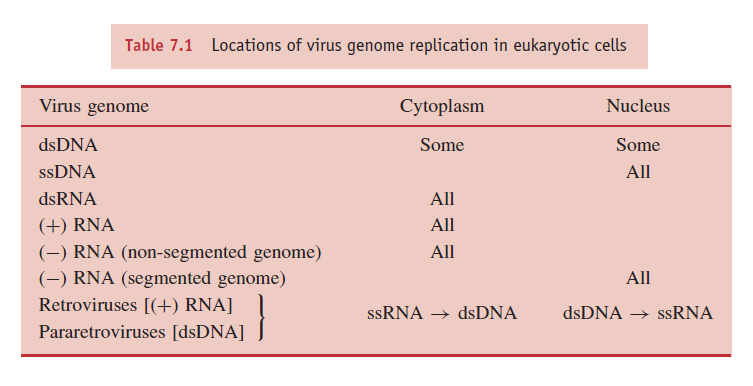 Table 7.1 Locations of virus genome replication in eukaryotic cells
Virus genome Cytoplasm Nucleus
dsDNA Some Some
ssDNA All
dsRNA All
(+) RNA All
(−) RNA (non-segmented genome) All
(−) RNA (segmented genome) All
Retroviruses [(+) RNA]
Pararetroviruses [dsDNA] } ssRNA → dsDNA dsDNA → ssRNA